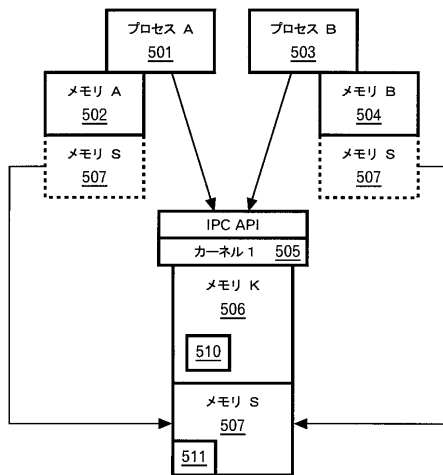 プロセス A
501
プロセス B
503
メモリ A
502
メモリ B
504
メモリ S
507
メモリ S
507
IPC API
カーネル 1 505
メモリ K
506
510
メモリ S
507
511